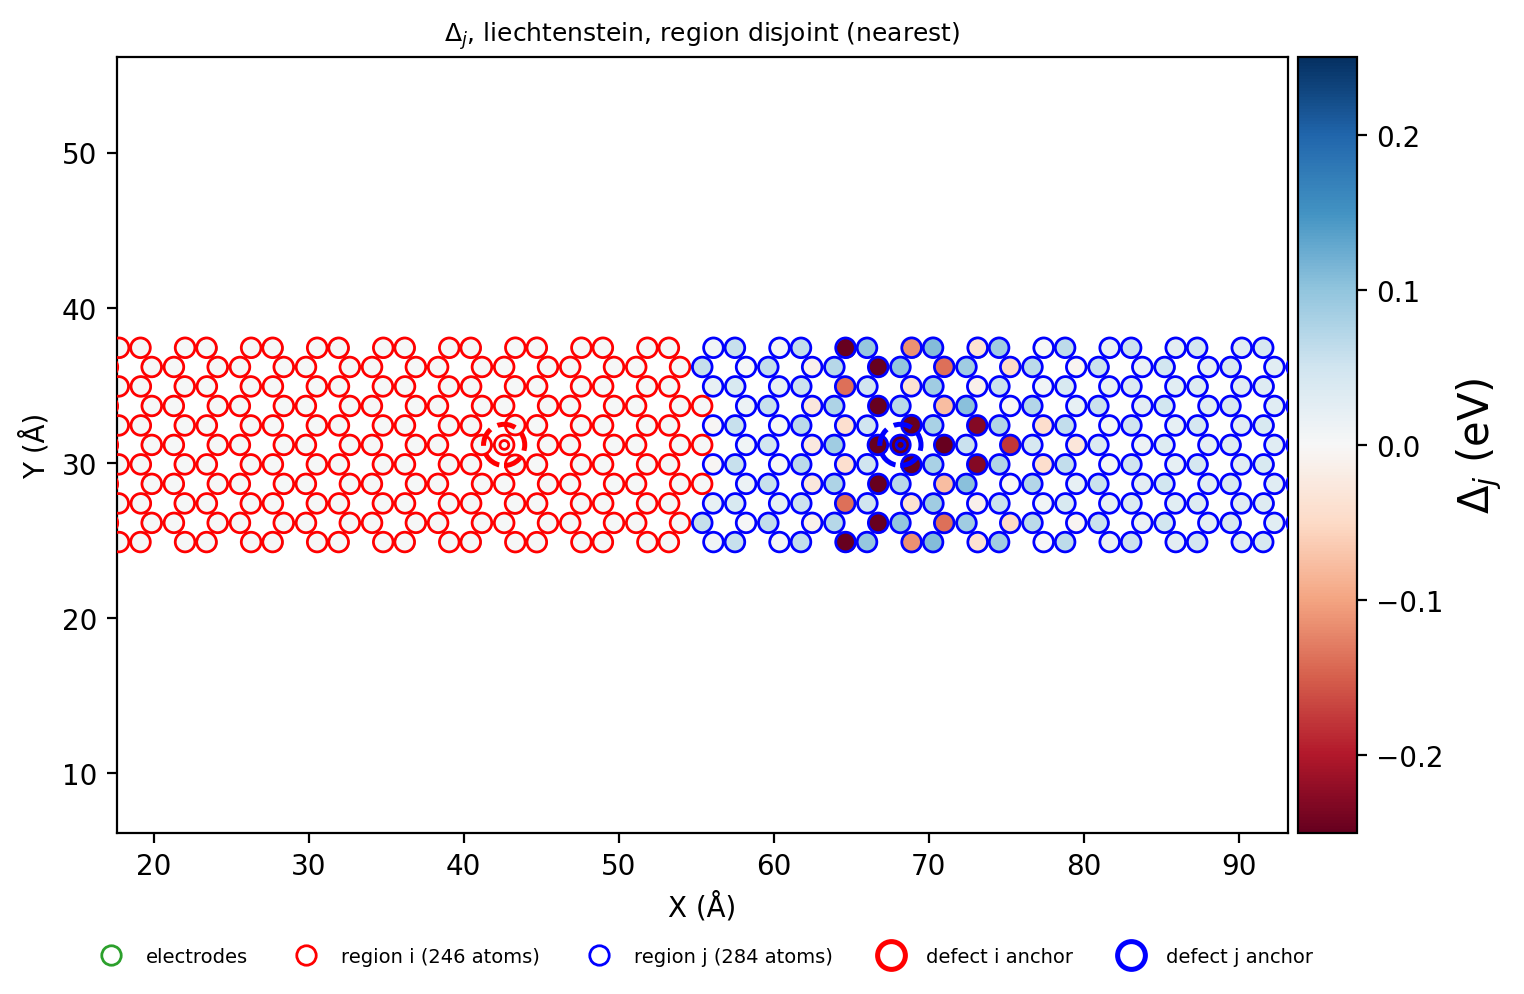 Δj, liechtenstein, region disjoint (nearest)
Y (Å)
50
40
30
20
10
20 30 40 50 60 70 80 90
X (Å)
0.2
0.1
0.0
−0.1
−0.2
Δj (eV)
electrodes region i (246 atoms) region j (284 atoms) defect i anchor defect j anchor